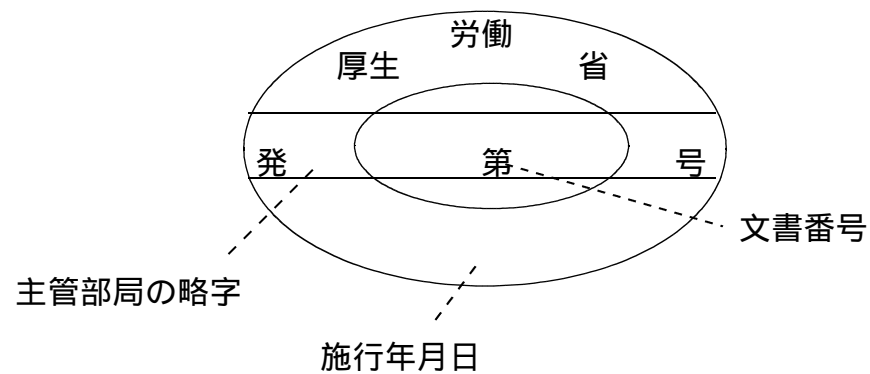 厚生労働省
発 第 号
文書番号
主管部局の略字
施行年月日